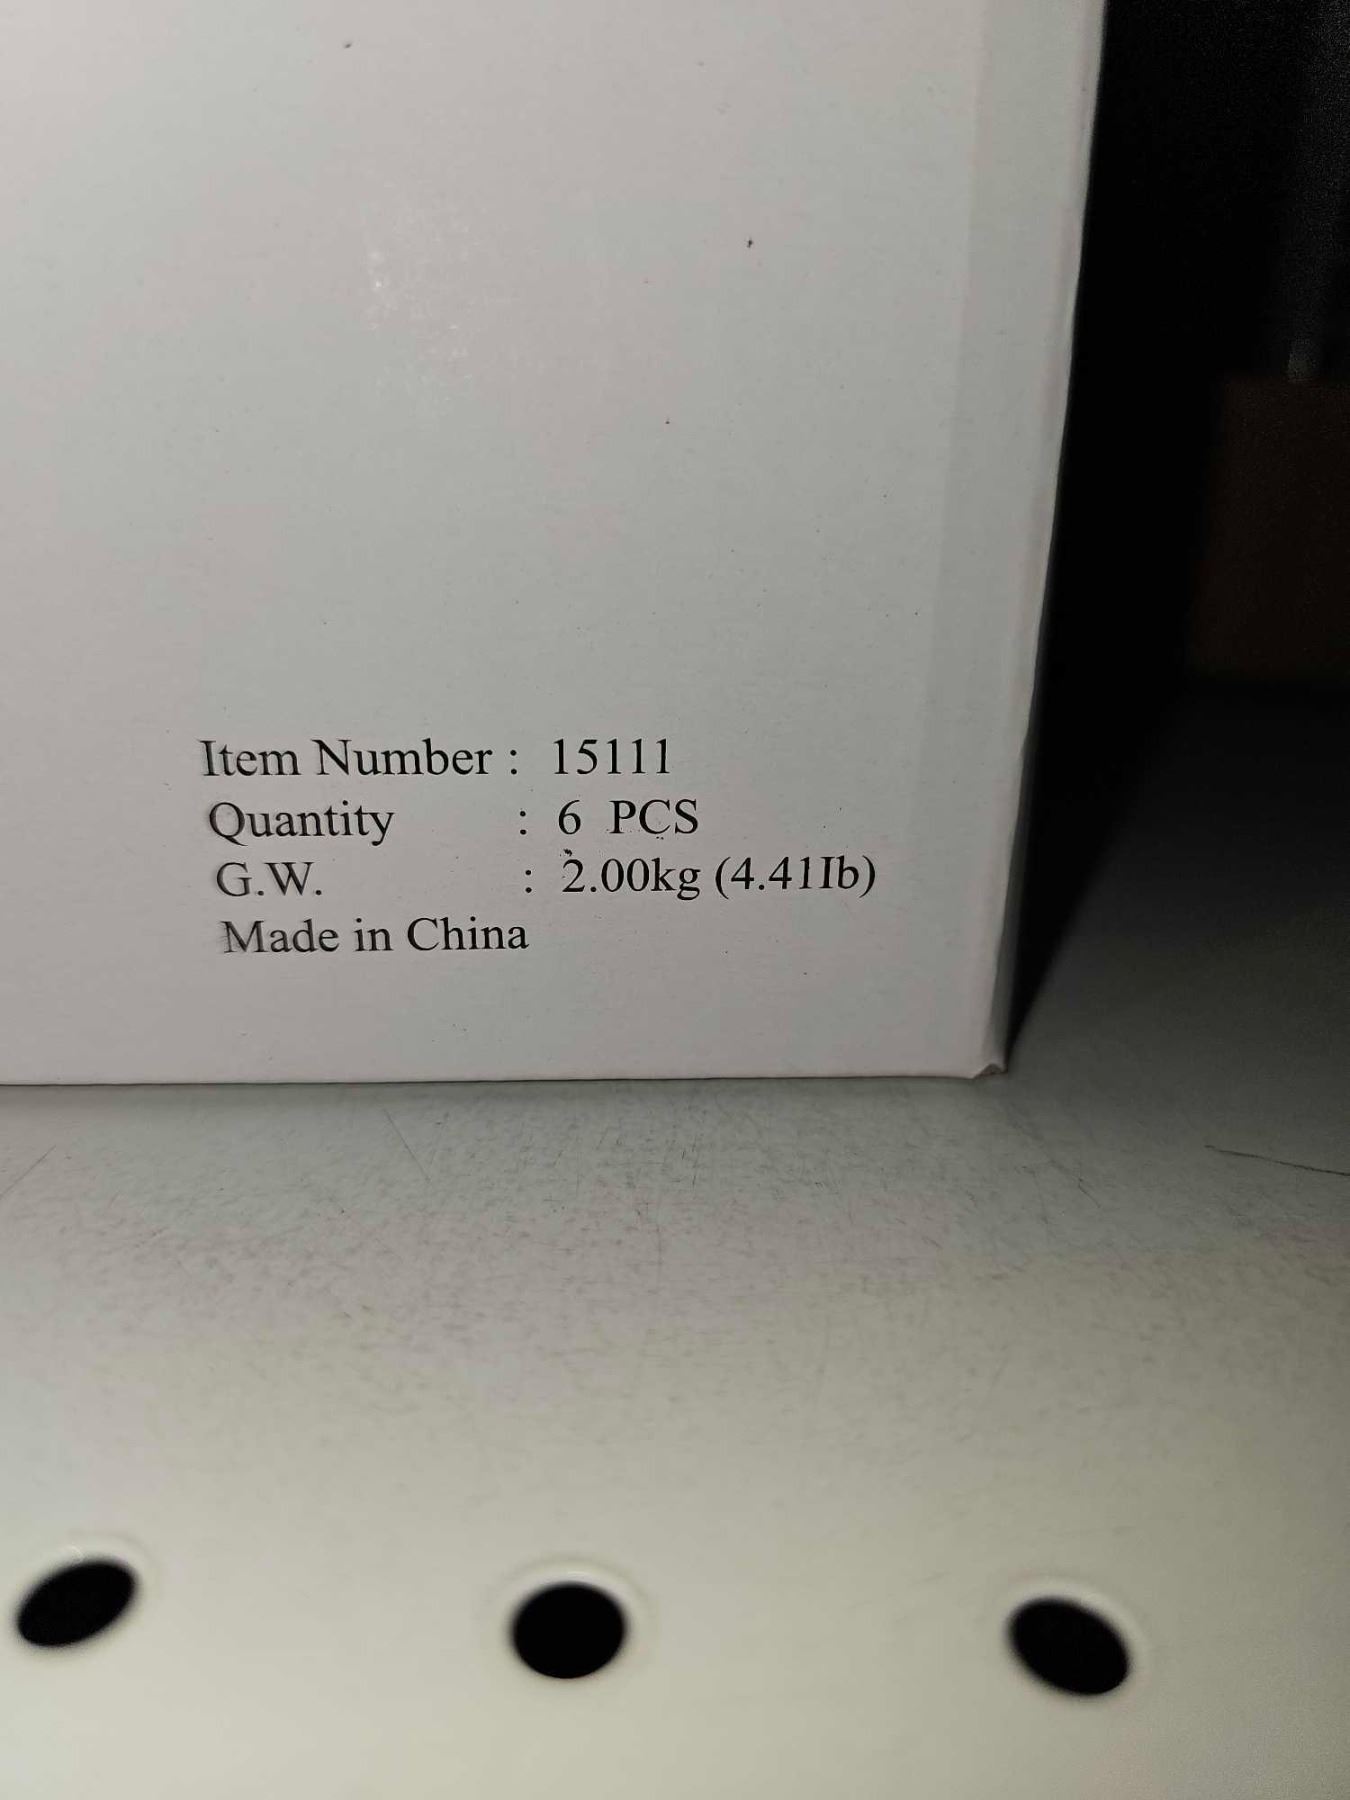 Item Number : 15111
Quantity : 6 PCS
G.W. : 2.00kg (4.41Ib)
Made in China